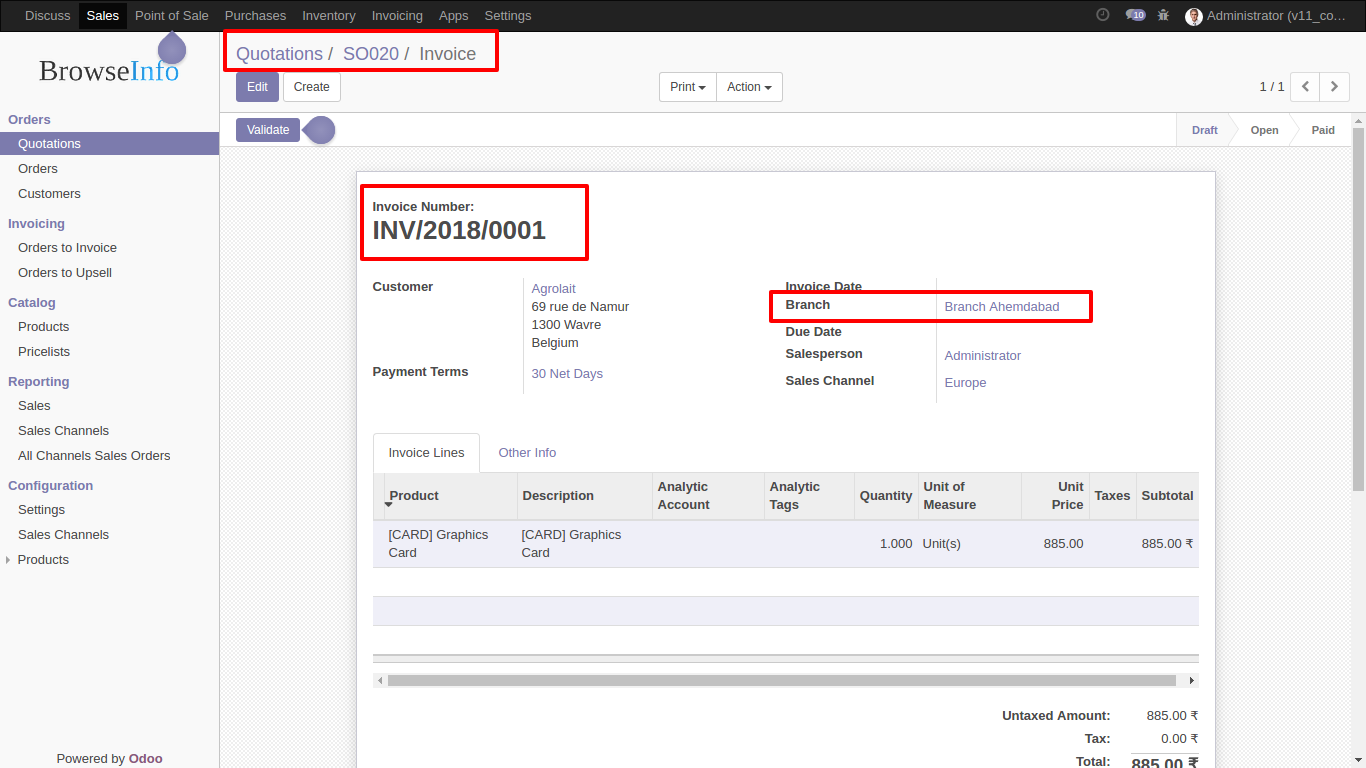 Discuss Sales Point of Sale Purchases Inventory Invoicing Apps Settings 10 Administrator (v11_co...
BrowseInfo
Quotations / SO020 / Invoice
Edit Create Print Action 1 / 1
Validate Draft Open Paid
Orders
Quotations
Orders
Customers
Invoicing
Orders to Invoice
Orders to Upsell
Catalog
Products
Pricelists
Reporting
Sales
Sales Channels
All Channels Sales Orders
Configuration
Settings
Sales Channels
Products
Powered by Odoo
Invoice Number:
INV/2018/0001
Customer Agrolait
69 rue de Namur
1300 Wavre
Belgium
Payment Terms 30 Net Days
Invoice Date
Branch Branch Ahemdabad
Due Date
Salesperson Administrator
Sales Channel Europe
Invoice Lines Other Info
Product Description Analytic Account Analytic Tags Quantity Unit of Measure Unit Price Taxes Subtotal
[CARD] Graphics Card [CARD] Graphics Card 1.000 Unit(s) 885.00 885.00 ₹
Untaxed Amount: 885.00 ₹
Tax: 0.00 ₹
Total: 885.00 ₹